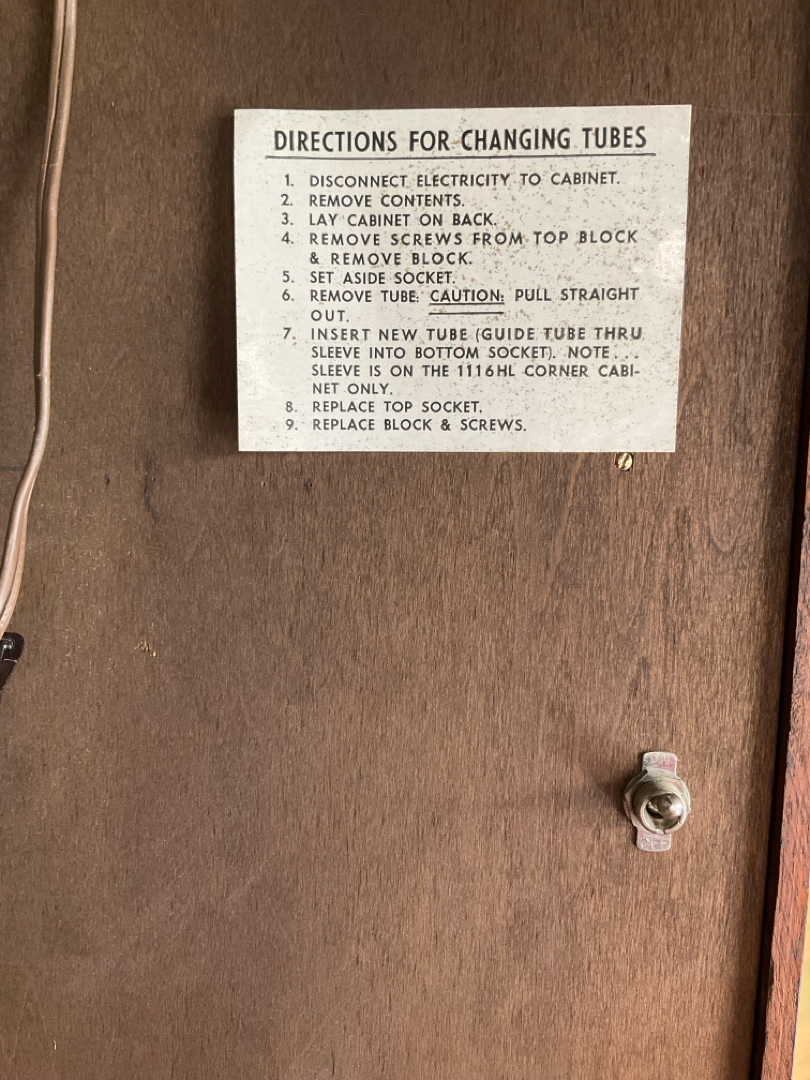 DIRECTIONS FOR CHANGING TUBES
1. DISCONNECT ELECTRICITY TO CABINET.
2. REMOVE CONTENTS.
3. LAY CABINET ON BACK.
4. REMOVE SCREWS FROM TOP BLOCK
& REMOVE BLOCK.
5. SET ASIDE SOCKET.
6. REMOVE TUBE: CAUTION: PULL STRAIGHT
OUT.
7. INSERT NEW TUBE (GUIDE TUBE THRU
SLEEVE INTO BOTTOM SOCKET). NOTE...
SLEEVE IS ON THE 1116HL CORNER CABI-
NET ONLY.
8. REPLACE TOP SOCKET.
9. REPLACE BLOCK & SCREWS.
OFF